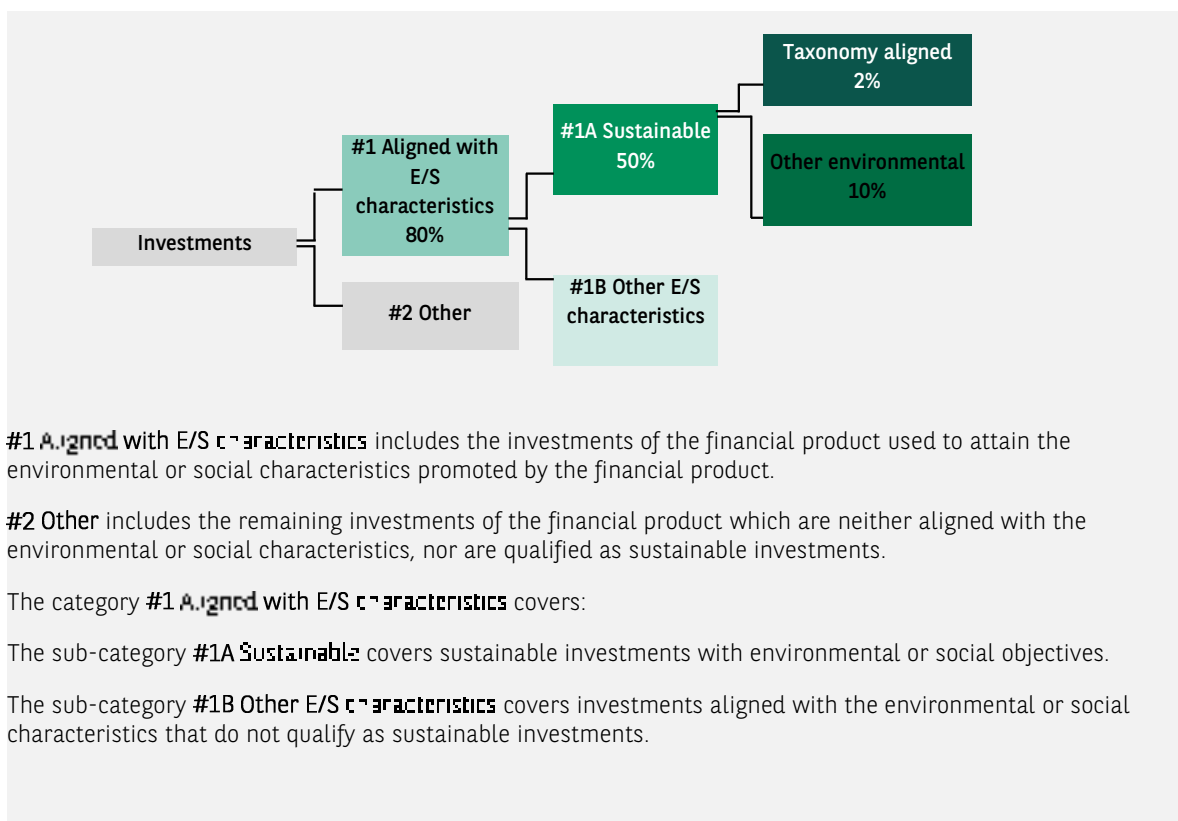 Taxonomy aligned
2%
#1A Sustainable
50%
#1 Aligned with
E/S
characteristics
80%
Other environmental
10%
Investments
#2 Other
#1B Other E/S
characteristics
#1 Aligned with E/S characteristics includes the investments of the financial product used to attain the
environmental or social characteristics promoted by the financial product.
#2 Other includes the remaining investments of the financial product which are neither aligned with the
environmental or social characteristics, nor are qualified as sustainable investments.
The category #1 Aligned with E/S characteristics covers:
The sub-category #1A Sustainable covers sustainable investments with environmental or social objectives.
The sub-category #1B Other E/S characteristics covers investments aligned with the environmental or social
characteristics that do not qualify as sustainable investments.